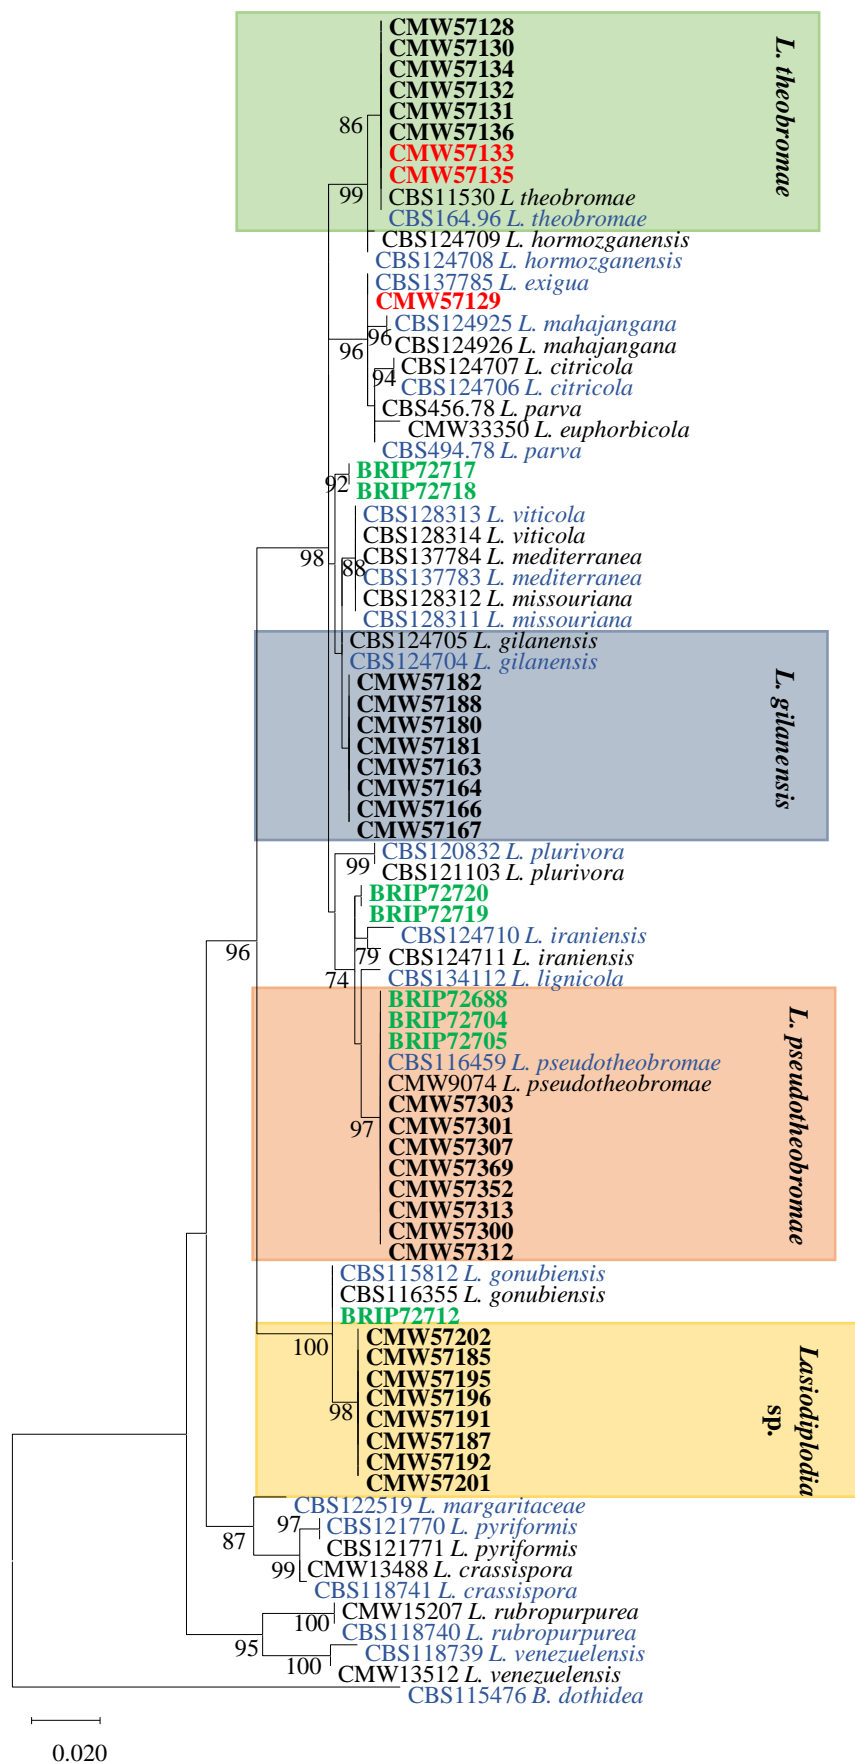 CMW57128
CMW57130
CMW57134
CMW57132
CMW57131
CMW57136
CMW57133
CMW57135
CBS11530 L theobromae
CBS164.96 L. theobromae
L. theobromae
86
99
CBS124709 L. hormozganensis
CBS124708 L. hormozganensis
CBS137785 L. exigua
CMW57129
CBS124925 L. mahajangana
96
CBS124926 L. mahajangana
96
CBS124707 L. citricola
94
CBS124706 L. citricola
CBS456.78 L. parva
CMW33350 L. euphorbicola
CBS494.78 L. parva
BRIP72717
92
BRIP72718
CBS128313 L. viticola
CBS128314 L. viticola
98
CBS137784 L. mediterranea
88
CBS137783 L. mediterranea
CBS128312 L. missouriana
CBS128311 L. missouriana
CBS124705 L. gilanensis
CBS124704 L. gilanensis
CMW57182
CMW57188
CMW57180
CMW57181
CMW57163
CMW57164
CMW57166
CMW57167
L. gilanensis
CBS120832 L. plurivora
99
CBS121103 L. plurivora
BRIP72720
BRIP72719
CBS124710 L. iraniensis
96
79
CBS124711 L. iraniensis
74
CBS134112 L. lignicola
BRIP72688
BRIP72704
BRIP72705
CBS116459 L. pseudotheobromae
CMW9074 L. pseudotheobromae
CMW57303
97
CMW57301
CMW57307
CMW57369
CMW57352
CMW57313
CMW57300
CMW57312
L. pseudotheobromae
CBS115812 L. gonubiensis
CBS116355 L. gonubiensis
BRIP72712
100
CMW57202
CMW57185
CMW57195
CMW57196
98
CMW57191
CMW57187
CMW57192
CMW57201
Lasiodiplodia
sp.
CBS122519 L. margaritaceae
97
CBS121770 L. pyriformis
87
CBS121771 L. pyriformis
99
CMW13488 L. crassispora
CBS118741 L. crassispora
CMW15207 L. rubropurpurea
100
CBS118740 L. rubropurpurea
95
CBS118739 L. venezuelensis
100
CMW13512 L. venezuelensis
CBS115476 B. dothidea
0.020